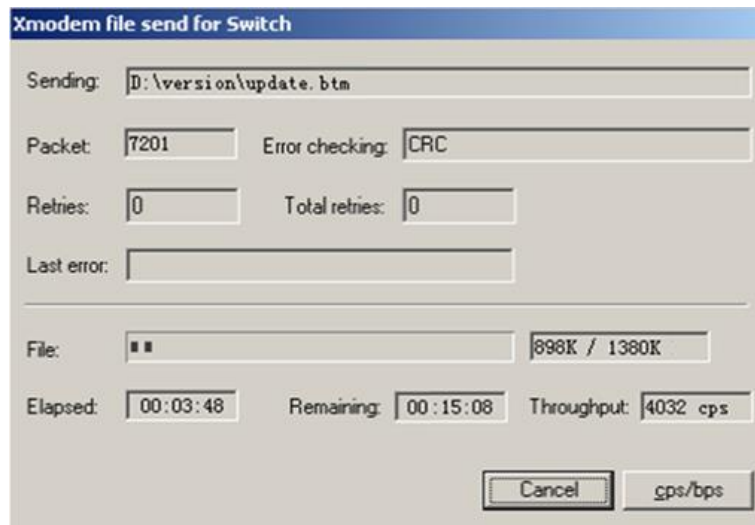 Xmodem file send for Switch
Sending: D:\version\update.btm
Packet: 7201 Error checking: CRC
Retries: 0 Total retries: 0
Last error:
File: 898K / 1380K
Elapsed: 00:03:48 Remaining: 00:15:08 Throughput: 4032 cps
Cancel cps/bps